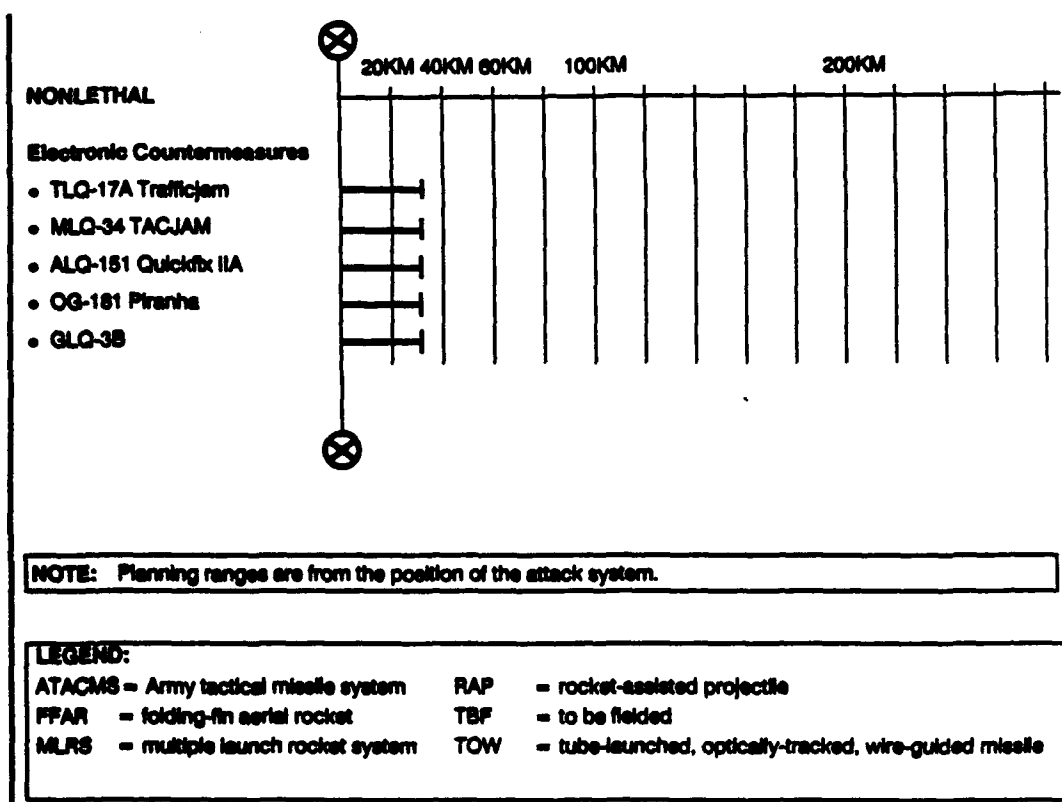 20KM 40KM 60KM 100KM 200KM
NONLETHAL
Electronic Countermeasures
• TLQ-17A Trafficjam
• MLQ-34 TACJAM
• ALQ-151 Quickfix IIA
• OG-181 Piranha
• GLQ-3B
NOTE: Planning ranges are from the position of the attack system.
LEGEND:
ATACMS = Army tactical missile system RAP = rocket-assisted projectile
FFAR = folding-fin aerial rocket TBF = to be fielded
MLRS = multiple launch rocket system TOW = tube-launched, optically-tracked, wire-guided missile